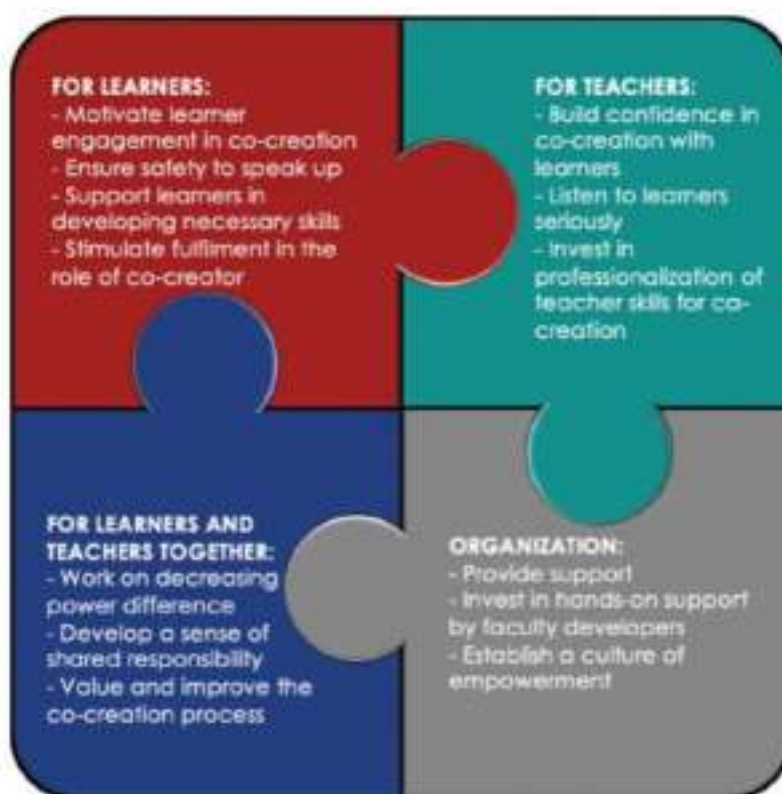 FOR LEARNERS:
- Motivate learner
engagement in co-creation
- Ensure safety to speak up
- Support learners in
developing necessary skills
- Stimulate fulfilment in the
role of co-creator
FOR TEACHERS:
- Build confidence in
co-creation with
learners
- Listen to learners
seriously
- Invest in
professionalization of
teacher skills for co-
creation
FOR LEARNERS AND
TEACHERS TOGETHER:
- Work on decreasing
power difference
- Develop a sense of
shared responsibility
- Value and improve the
co-creation process
ORGANIZATION:
- Provide support
- Invest in hands-on support
by faculty developers
- Establish a culture of
empowerment